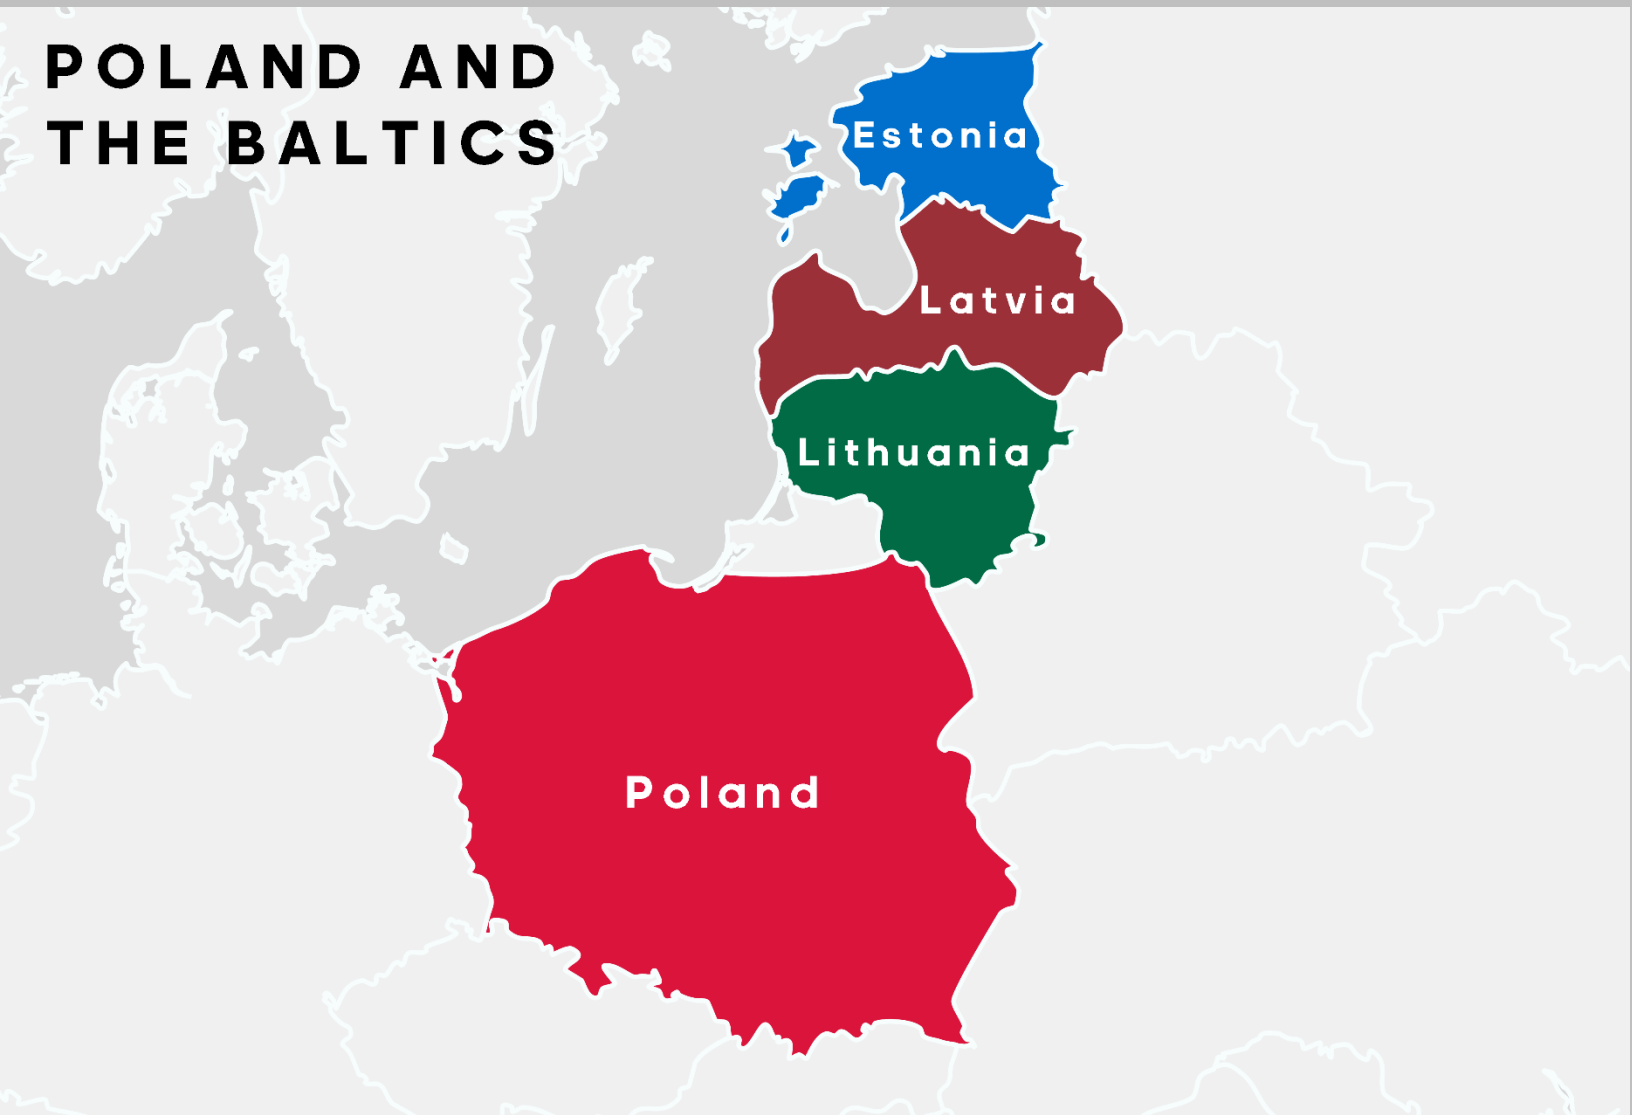 POLAND AND
THE BALTICS
Estonia
Latvia
Lithuania
Poland